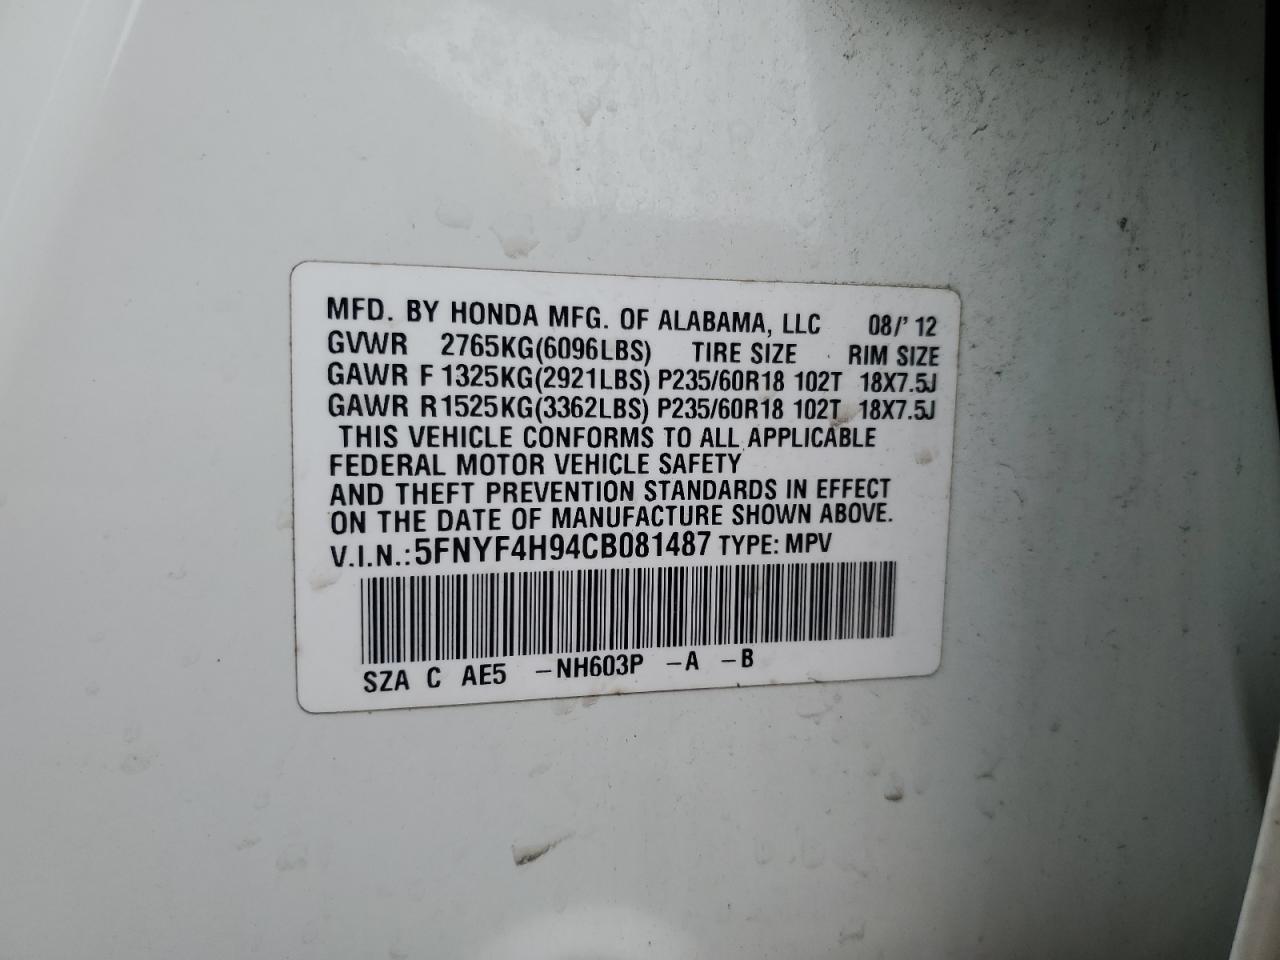 MFD. BY HONDA MFG. OF ALABAMA, LLC 08/' 12
GVWR 2765KG(6096LBS) TIRE SIZE RIM SIZE
GAWR F 1325KG(2921LBS) P235/60R18 102T 18X7.5J
GAWR R1525KG(3362LBS) P235/60R18 102T 18X7.5J
THIS VEHICLE CONFORMS TO ALL APPLICABLE
FEDERAL MOTOR VEHICLE SAFETY
AND THEFT PREVENTION STANDARDS IN EFFECT
ON THE DATE OF MANUFACTURE SHOWN ABOVE.
V.I.N.: 5FNYF4H94CB081487 TYPE: MPV
SZA C AE5 -NH603P -A -B